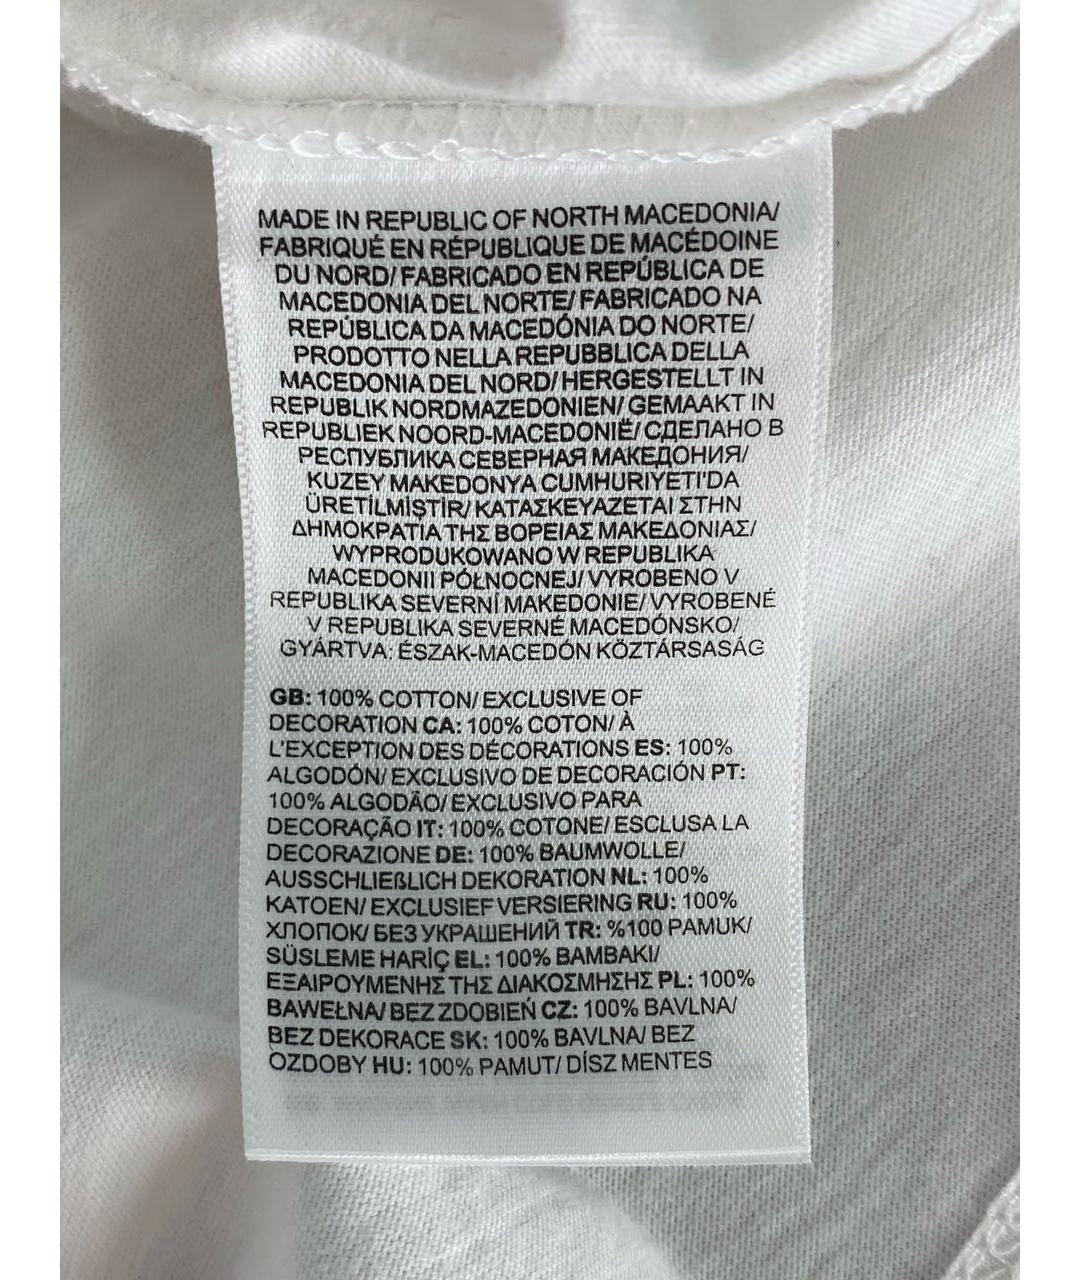 MADE IN REPUBLIC OF NORTH MACEDONIA/
FABRIQUÉ EN RÉPUBLIQUE DE MACÉDOINE
DU NORD/ FABRICADO EN REPÚBLICA DE
MACEDONIA DEL NORTE/ FABRICADO NA
REPÚBLICA DA MACEDÓNIA DO NORTE/
PRODOTTO NELLA REPUBBLICA DELLA
MACEDONIA DEL NORD/ HERGESTELLT IN
REPUBLIK NORDMAZEDONIEN/ GEMAAKT IN
REPUBLIEK NOORD-MACEDONIË/ СДЕЛАНО В
РЕСПУБЛИКА СЕВЕРНАЯ МАКЕДОНИЯ/
KUZEY MAKEDONYA CUMHURIYETI'DA
ÜRETİLMİŞTİR/ ΚΑΤΑΣΚΕΥΑΖΕΤΑΙ ΣΤΗΝ
ΔΗΜΟΚΡΑΤΙΑ ΤΗΣ ΒΟΡΕΙΑΣ ΜΑΚΕΔΟΝΙΑΣ/
WYPRODUKOWANO W REPUBLIKA
MACEDONII PÓŁNOCNEJ/ VYROBENO V
REPUBLIKA SEVERNÍ MAKEDONIE/ VYROBENÉ
V REPUBLIKA SEVERNÉ MACEDÓNSKO/
GYÁRTVA: ÉSZAK-MACEDÓN KÖZTÁRSASÁG
GB: 100% COTTON/ EXCLUSIVE OF
DECORATION CA: 100% COTON/ À
L'EXCEPTION DES DÉCORATIONS ES: 100%
ALGODÓN/ EXCLUSIVO DE DECORACIÓN PT:
100% ALGODÃO/ EXCLUSIVO PARA
DECORAÇÃO IT: 100% COTONE/ ESCLUSA LA
DECORAZIONE DE: 100% BAUMWOLLE/
AUSSCHLIEßLICH DEKORATION NL: 100%
KATOEN/ EXCLUSIEF VERSIERING RU: 100%
ХЛОПОК/ БЕЗ УКРАШЕНИЙ TR: %100 PAMUK/
SÜSLEME HARİÇ EL: 100% ΒΑΜΒΑΚΙ/
ΕΞΑΙΡΟΥΜΕΝΗΣ ΤΗΣ ΔΙΑΚΟΣΜΗΣΗΣ PL: 100%
BAWEŁNA/ BEZ ZDOBIEŃ CZ: 100% BAVLNA/
BEZ DEKORACE SK: 100% BAVLNA/ BEZ
OZDOBY HU: 100% PAMUT/ DÍSZ MENTES